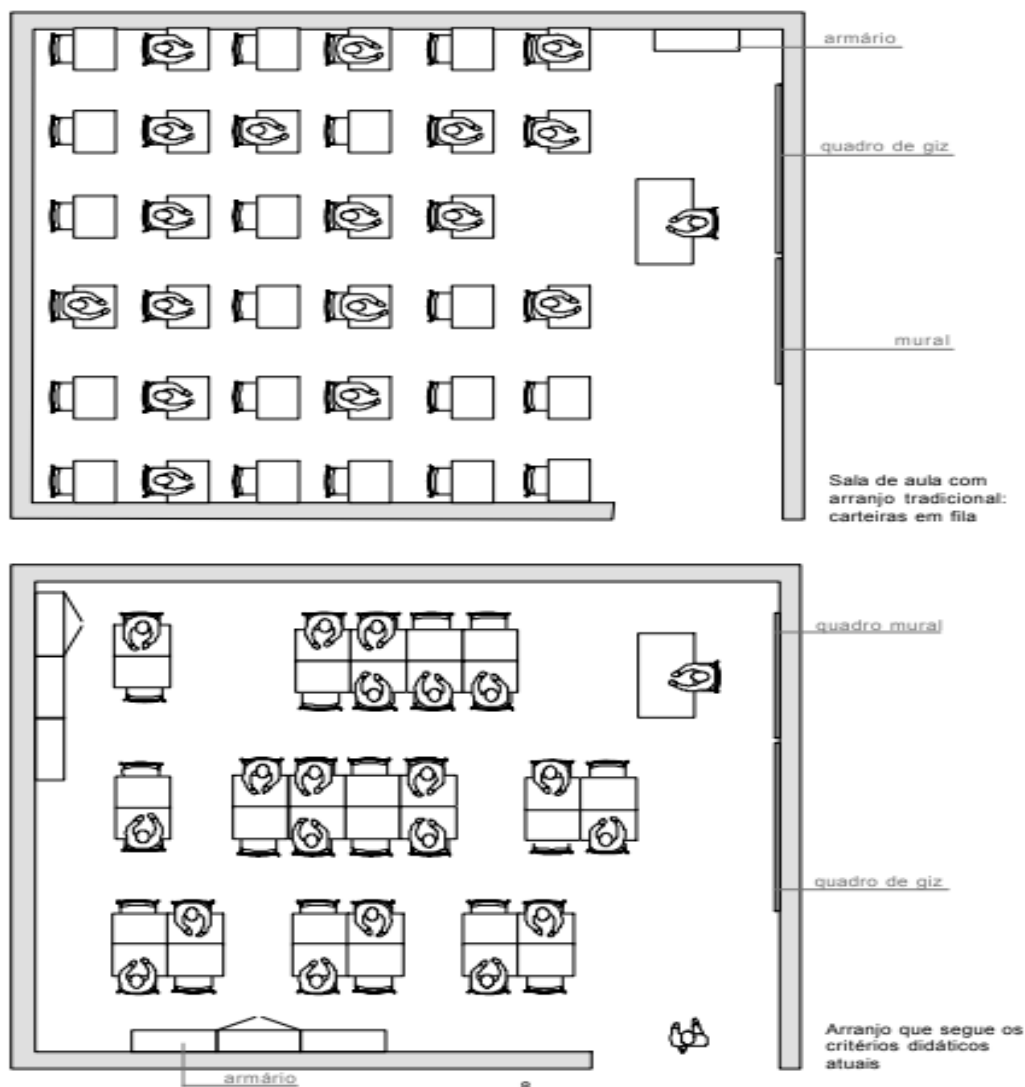 armário
quadro de giz
mural
Sala de aula com
arranjo tradicional:
carteiras em fila
quadro mural
quadro de giz
Arranjo que segue os
critérios didáticos
atuais
armário